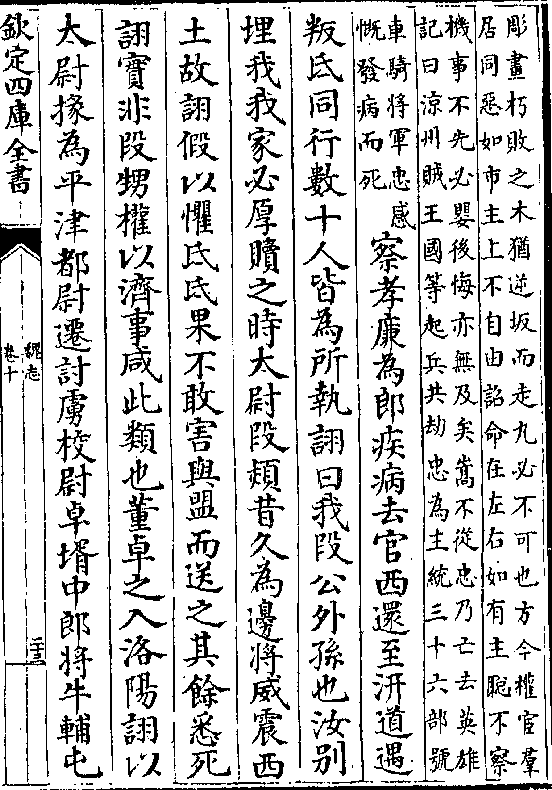 彫畫朽敗之木猶逆坂而走丸必不可也方今權宦羣
居同惡如市主上不自由詔命在左右如有主聦不察
機事不先必嬰後悔亦無及矣嵩不從忠乃亡去英雄
記曰涼州賊王國等起兵共劫忠為主統三十六部號
車騎將軍忠感
慨發病而死
察孝廉為郎疾病去官西還至汧道遇
叛氐同行數十人皆為所執詡曰我段公外孫也汝別
埋我我家必厚贖之時太尉段熲昔久為邊將威震西
土故詡假以懼氐氐果不敢害與盟而送之其餘悉死
詡實非段甥權以濟事咸此類也董卓之入洛陽詡以
太尉掾為平津都尉遷討虜校尉卓壻中郎將牛輔屯
欽定四庫全書
魏志
卷十
二十三